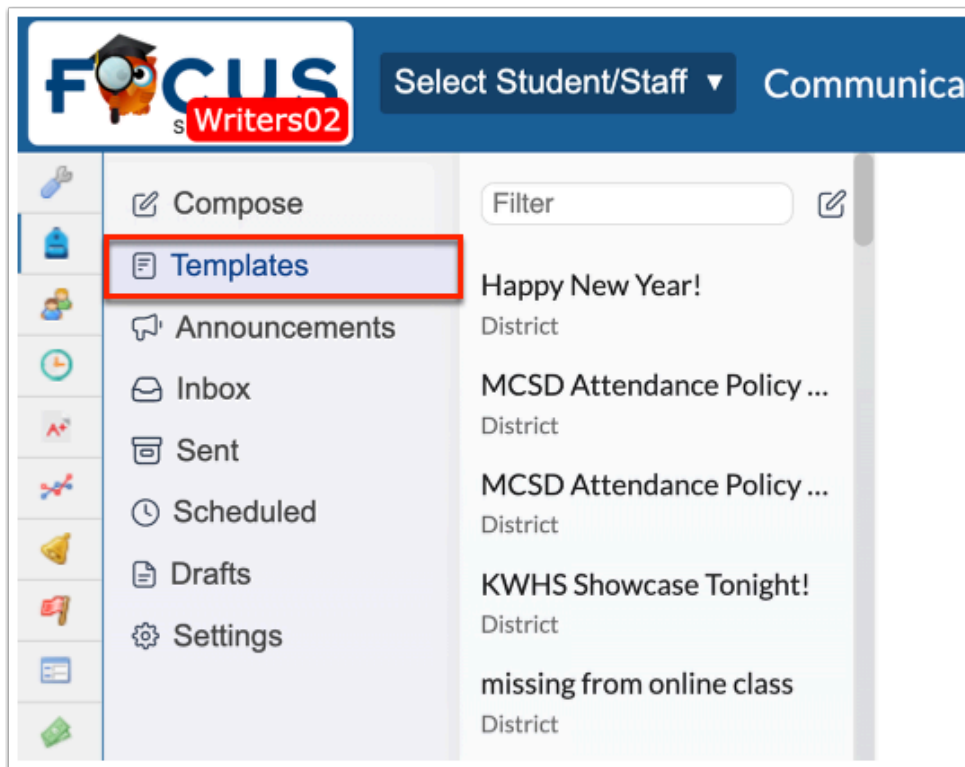 FOCUS
S
Writers02
Select Student/Staff ▼
Communica
Compose
Templates
Announcements
Inbox
Sent
Scheduled
Drafts
Settings
Filter
Happy New Year!
District
MCSD Attendance Policy ...
District
MCSD Attendance Policy ...
District
KWHS Showcase Tonight!
District
missing from online class
District
A+